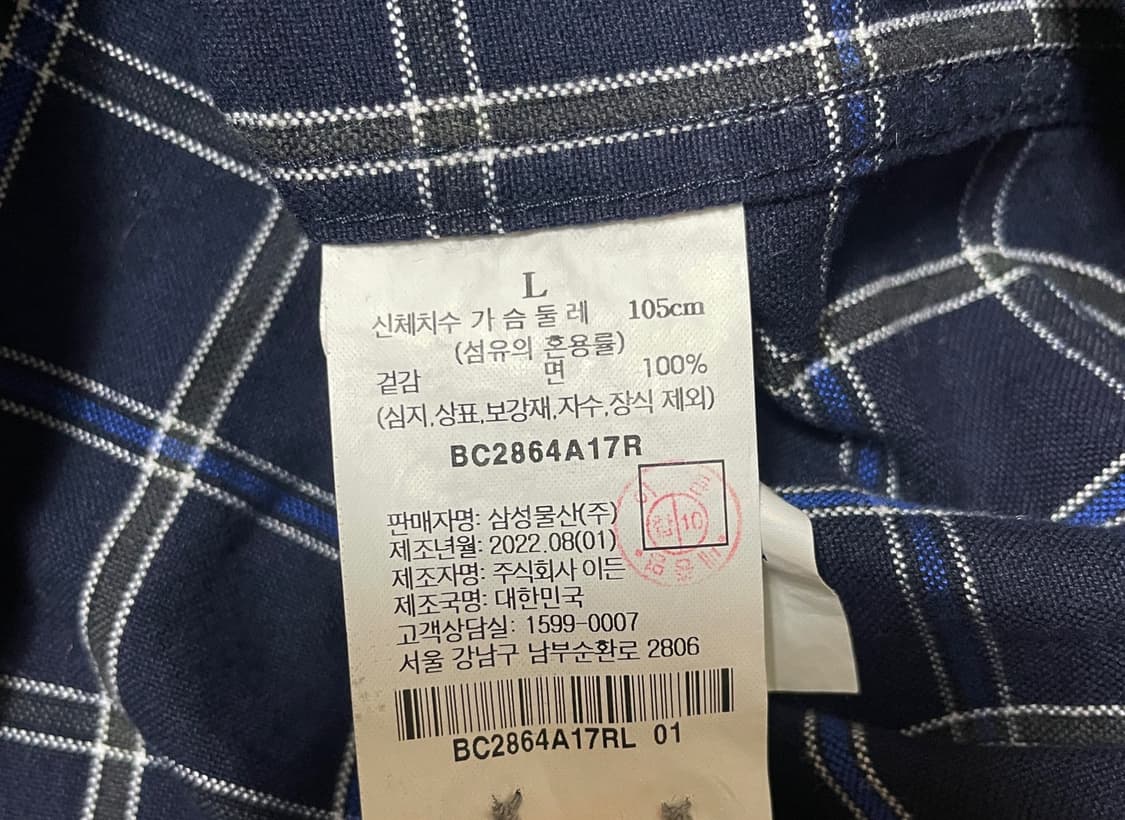 L
신체치수 가 슴 둘 레 105cm
(섬유의 혼용률)
겉감 면 100%
(심지,상표,보강재,자수,장식 제외)
BC2864A17R
판매자명: 삼성물산(주)
제조년월: 2022.08(01)
제조자명: 주식회사 이든
제조국명: 대한민국
고객상담실: 1599-0007
서울 강남구 남부순환로 2806
BC2864A17RL 01
10